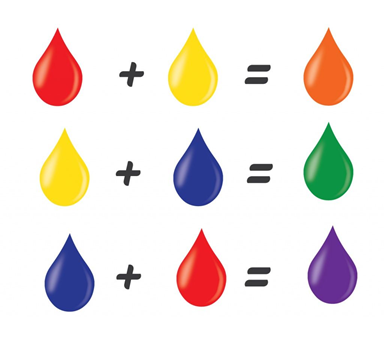 + =
+ =
+ =